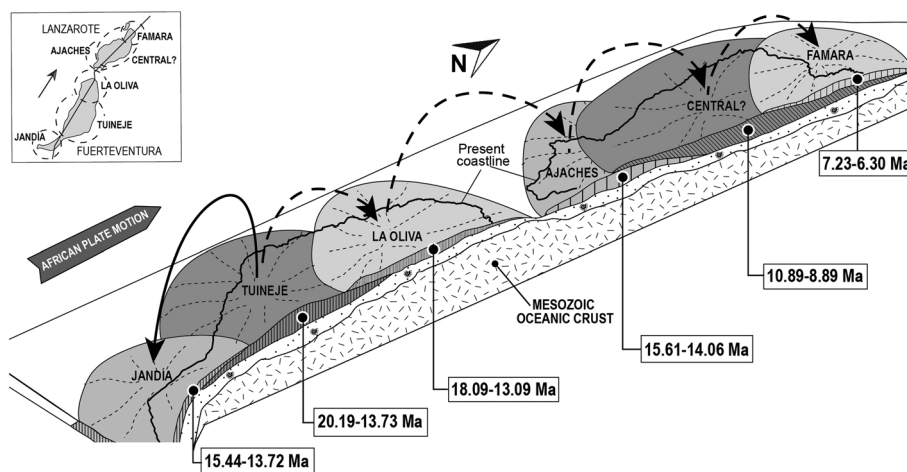 LANZAROTE
FAMARA
AJACHES
CENTRAL?
LA OLIVA
TUINEJE
JANDÍA
FUERTEVENTURA
N
FAMARA
CENTRAL?
7.23-6.30 Ma
Present
coastline
AJACHES
AFRICAN PLATE MOTION
LA OLIVA
10.89-8.89 Ma
TUINEJE
MESOZOIC
OCEANIC CRUST
15.61-14.06 Ma
JANDÍA
18.09-13.09 Ma
20.19-13.73 Ma
15.44-13.72 Ma